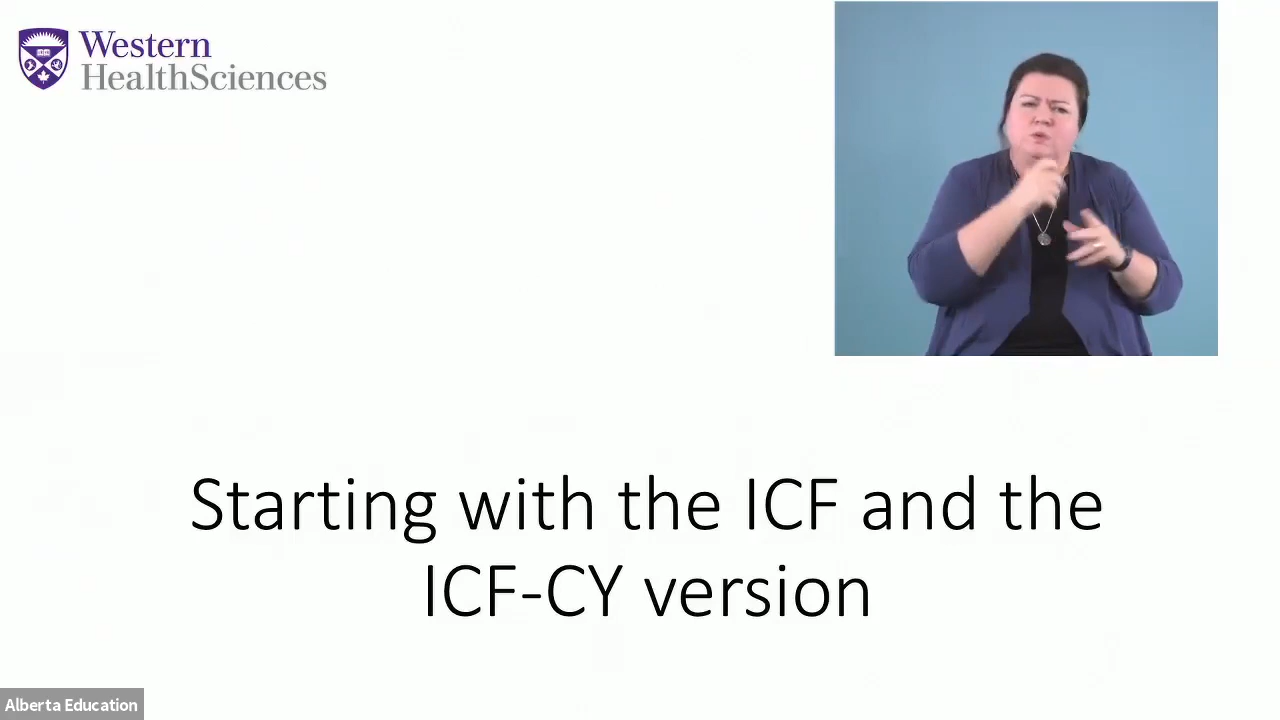 Western
HealthSciences
Starting with the ICF and the
ICF-CY version
Alberta Education